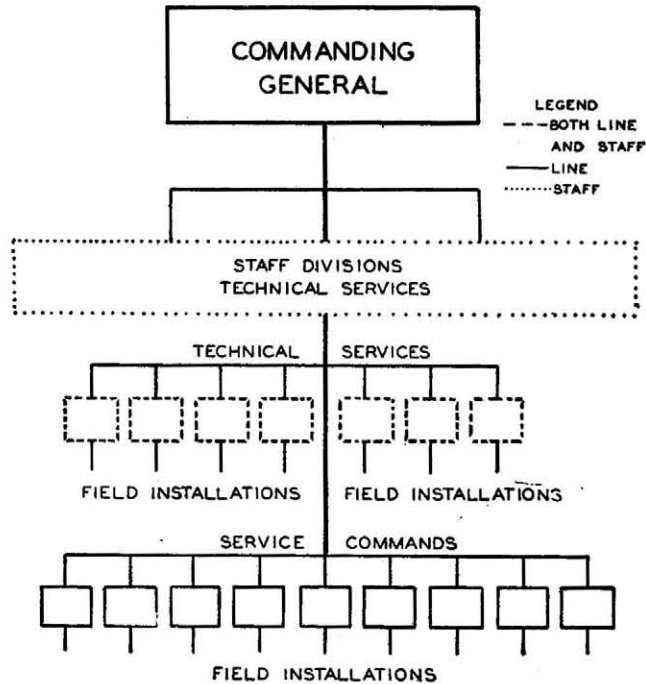 COMMANDING
GENERAL
LEGEND
BOTH LINE
AND STAFF
LINE
STAFF
STAFF DIVISIONS
TECHNICAL SERVICES
TECHNICAL SERVICES
FIELD INSTALLATIONS FIELD INSTALLATIONS
SERVICE COMMANDS
FIELD INSTALLATIONS